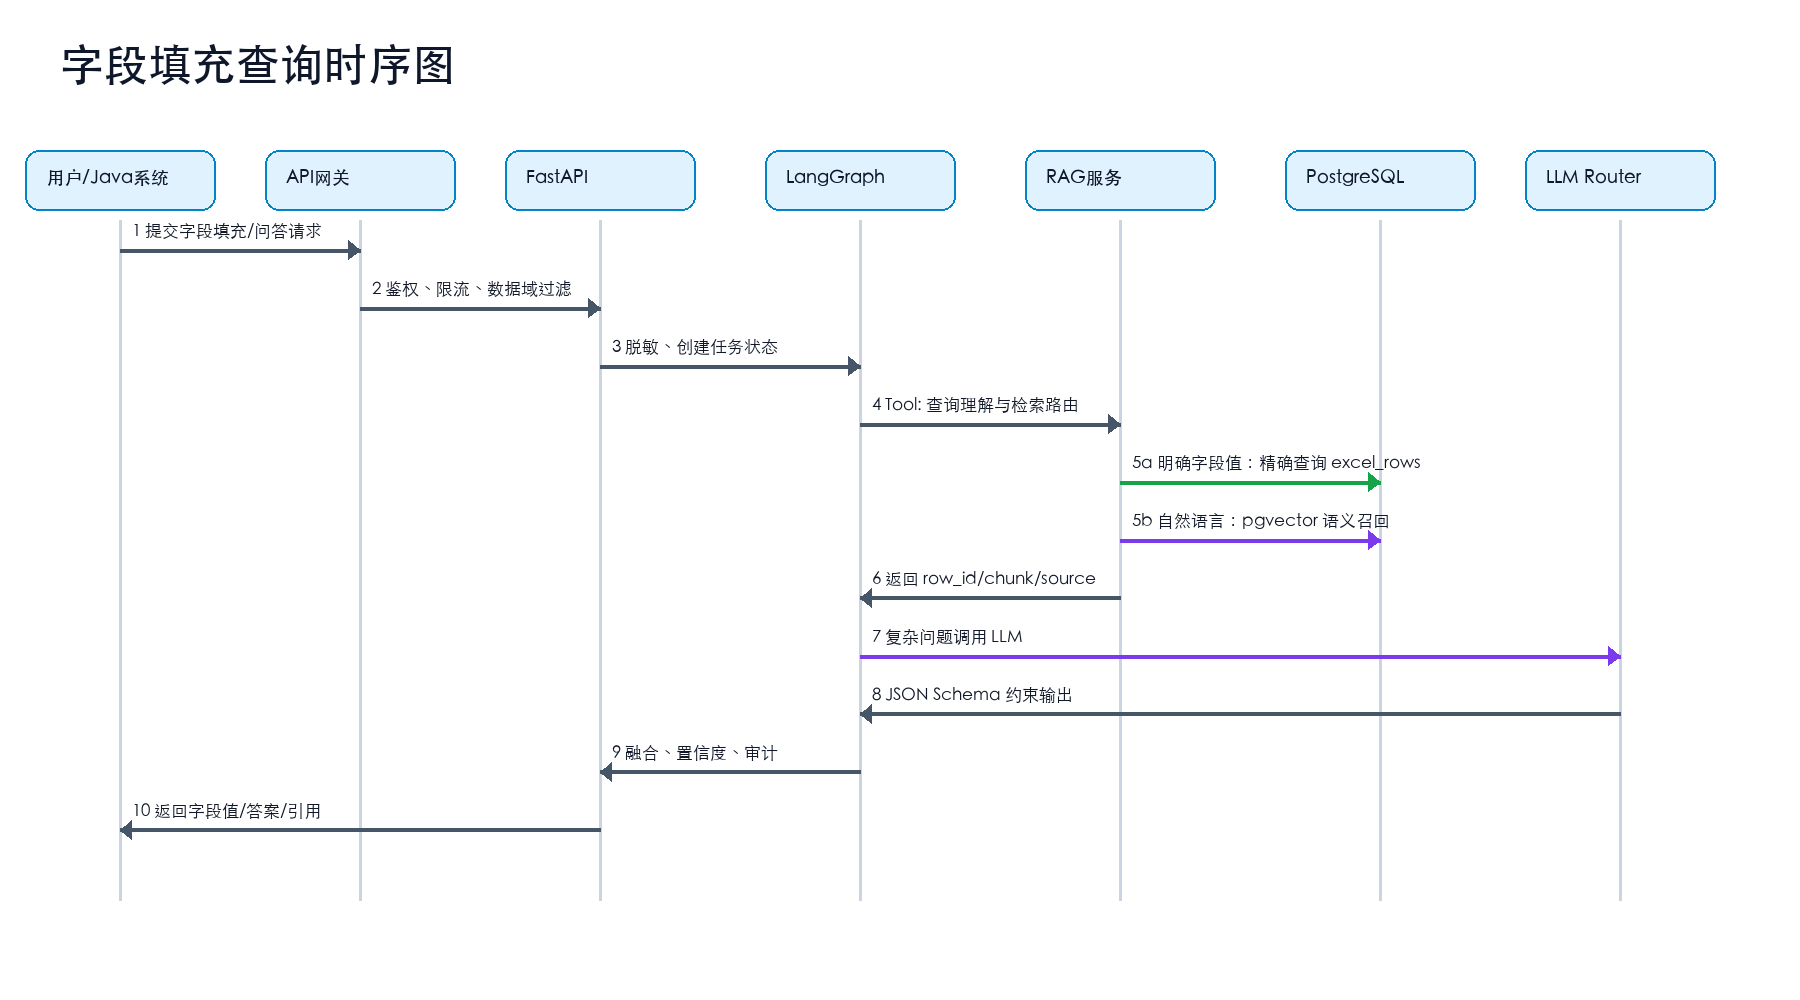 字段填充查询时序图
用户/Java系统
API网关
FastAPI
LangGraph
RAG服务
PostgreSQL
LLM Router
1 提交字段填充/问答请求
2 鉴权、限流、数据域过滤
3 脱敏、创建任务状态
4 Tool: 查询理解与检索路由
5a 明确字段值：精确查询 excel_rows
5b 自然语言：pgvector 语义召回
6 返回 row_id/chunk/source
7 复杂问题调用 LLM
8 JSON Schema 约束输出
9 融合、置信度、审计
10 返回字段值/答案/引用